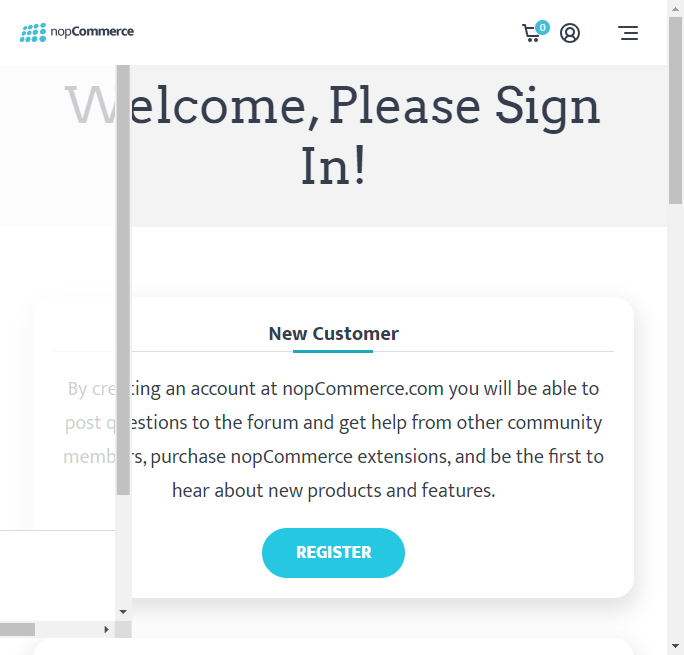 nopCommerce
0
Welcome, Please Sign
In!
New Customer
By creating an account at nopCommerce.com you will be able to
post questions to the forum and get help from other community
members, purchase nopCommerce extensions, and be the first to
hear about new products and features.
REGISTER